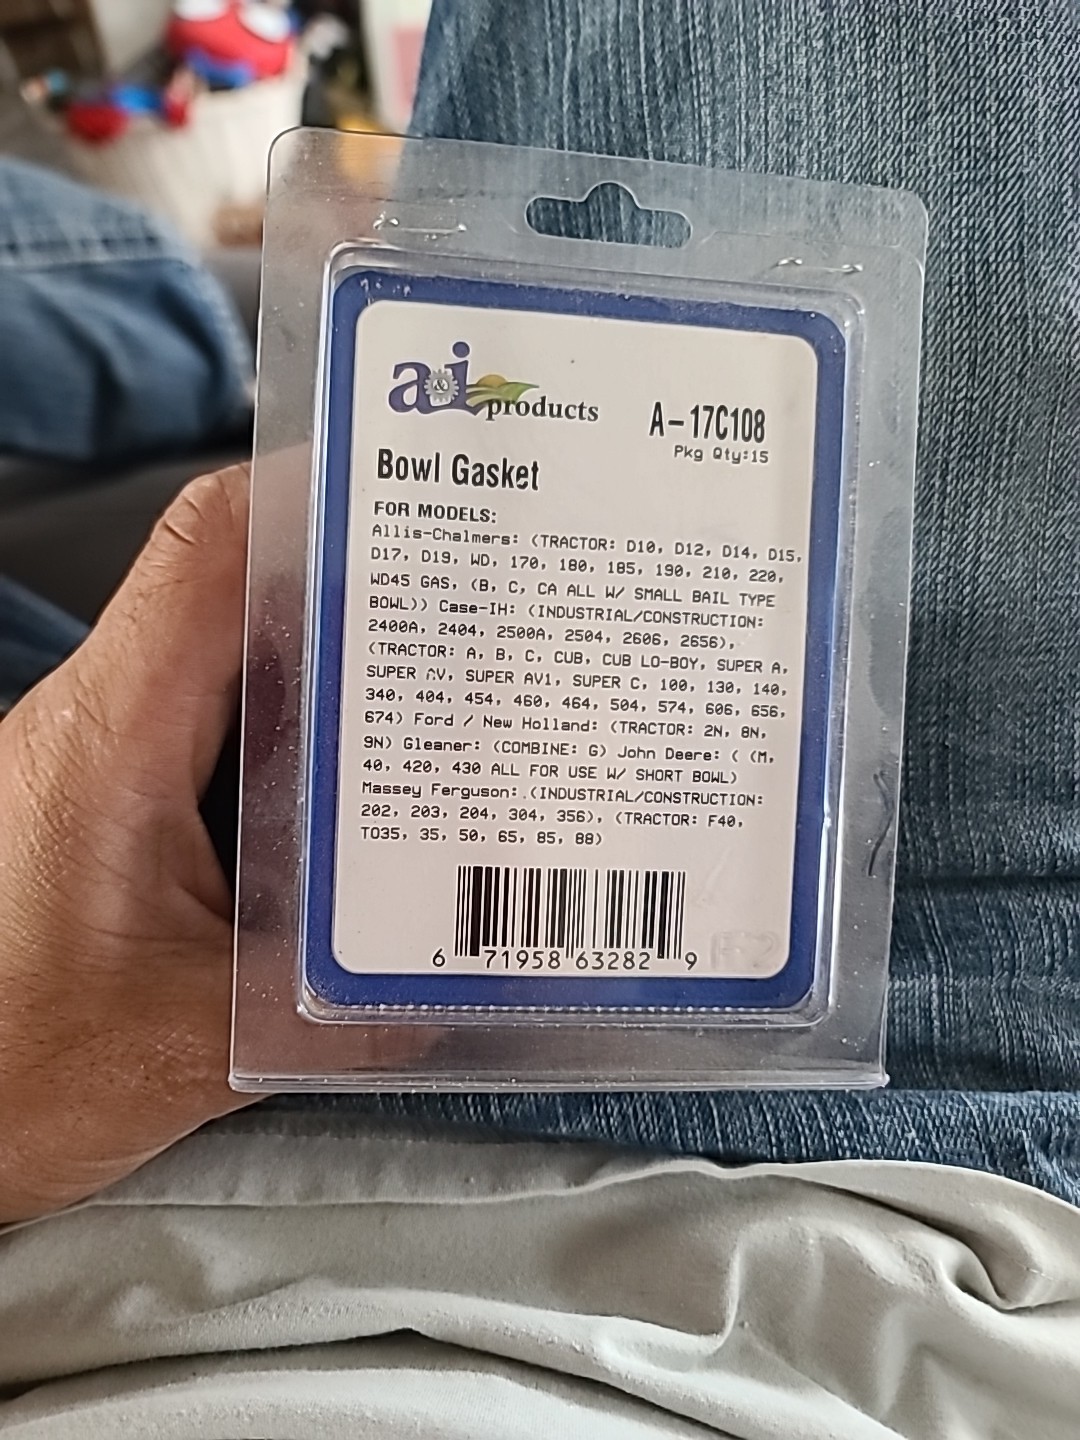 a&i products
A-17C108
Pkg Qty:15
Bowl Gasket
FOR MODELS:
Allis-Chalmers: (TRACTOR: D10, D12, D14, D15,
D17, D19, WD, 170, 180, 185, 190, 210, 220,
WD45 GAS, (B, C, CA ALL W/ SMALL BAIL TYPE
BOWL)) Case-IH: (INDUSTRIAL/CONSTRUCTION:
2400A, 2404, 2500A, 2504, 2606, 2656),
(TRACTOR: A, B, C, CUB, CUB LO-BOY, SUPER A,
SUPER AV, SUPER AV1, SUPER C, 100, 130, 140,
340, 404, 454, 460, 464, 504, 574, 606, 656,
674) Ford / New Holland: (TRACTOR: 2N, 8N,
9N) Gleaner: (COMBINE: G) John Deere: ( (M,
40, 420, 430 ALL FOR USE W/ SHORT BOWL)
Massey Ferguson: (INDUSTRIAL/CONSTRUCTION:
202, 203, 204, 304, 356), (TRACTOR: F40,
TO35, 35, 50, 65, 85, 88)
6 71958 63282 9